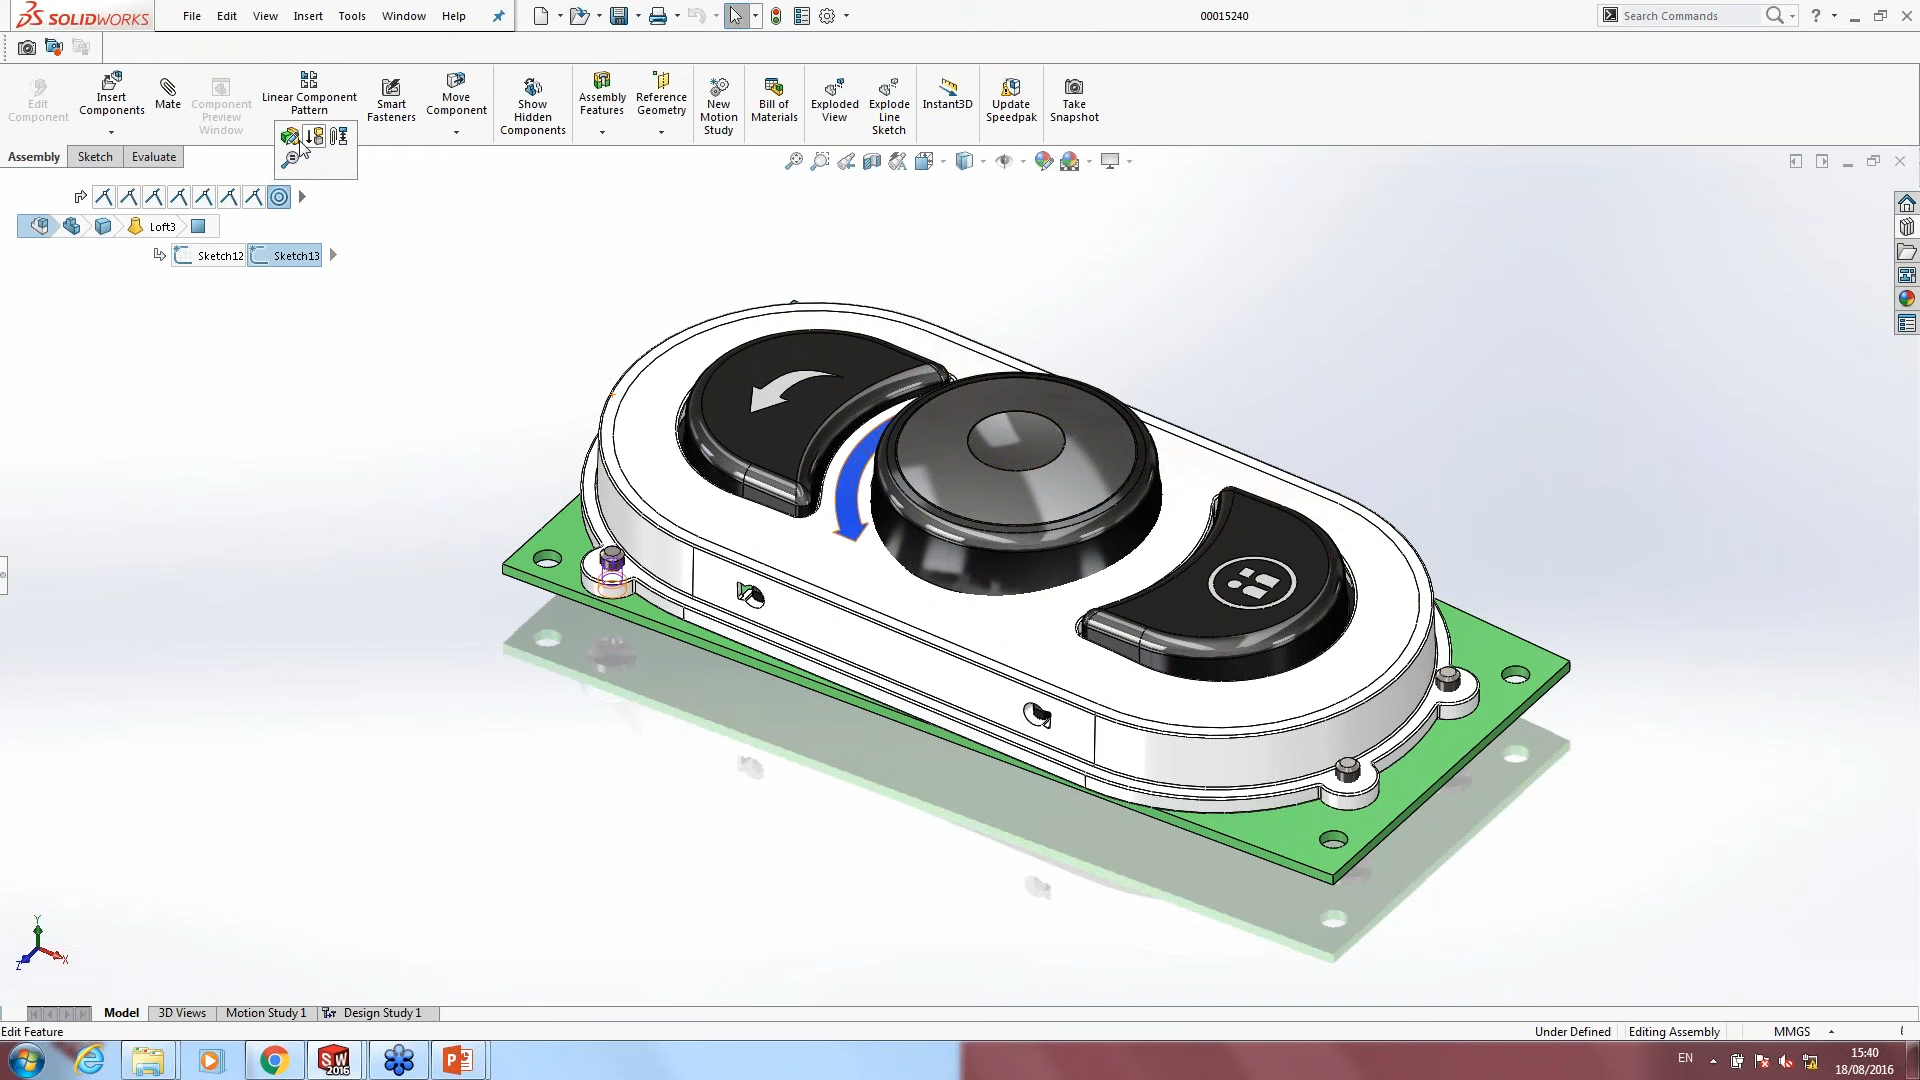 SOLIDWORKS
File Edit View Insert Tools Window Help
00015240
Search Commands
?
Edit Component
Insert Components
Mate
Component Preview Window
Linear Component Pattern
Smart Fasteners
Move Component
Show Hidden Components
Assembly Features
Reference Geometry
New Motion Study
Bill of Materials
Exploded View
Explode Line Sketch
Instant3D
Update Speedpak
Take Snapshot
Assembly Sketch Evaluate
Loft3
Sketch12 Sketch13
Y
Z X
Model 3D Views Motion Study 1 Design Study 1
Edit Feature Under Defined Editing Assembly MMGS
SW 2016
EN
15:40
18/08/2016